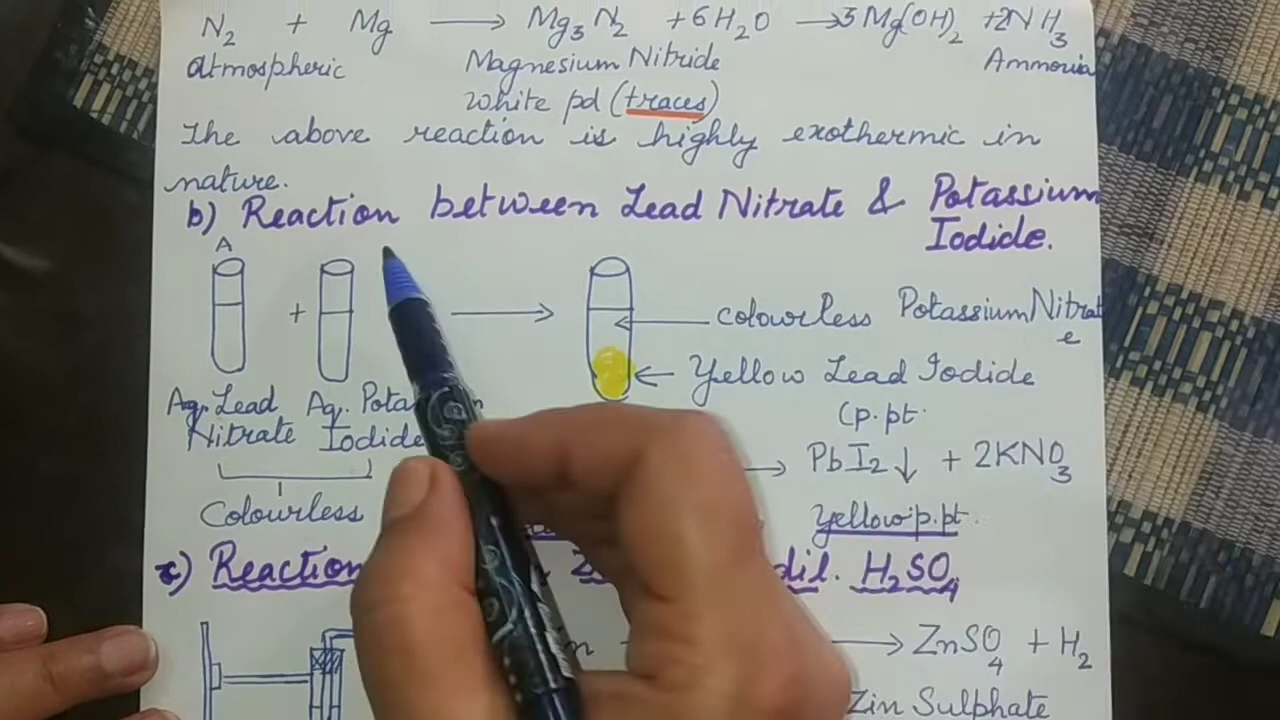 N2 + Mg → Mg3N2 +6H2O →3Mg(OH)2 +2NH3
Atmospheric Magnesium Nitride Ammonia
White pd (traces)
The above reaction is highly exothermic in
nature.
b) Reaction between Lead Nitrate & Potassium
Iodide.
A
+ → colourless Potassium Nitrat
e
← Yellow Lead Iodide
(p.pt.
Aq. Lead Aq. Pota
Nitrate Iodide
→ PbI2↓ + 2KNO3
Colourless Yellow p.pt.
c) Reaction dil. H2SO4
→ ZnSO4 + H2
Zin Sulphate